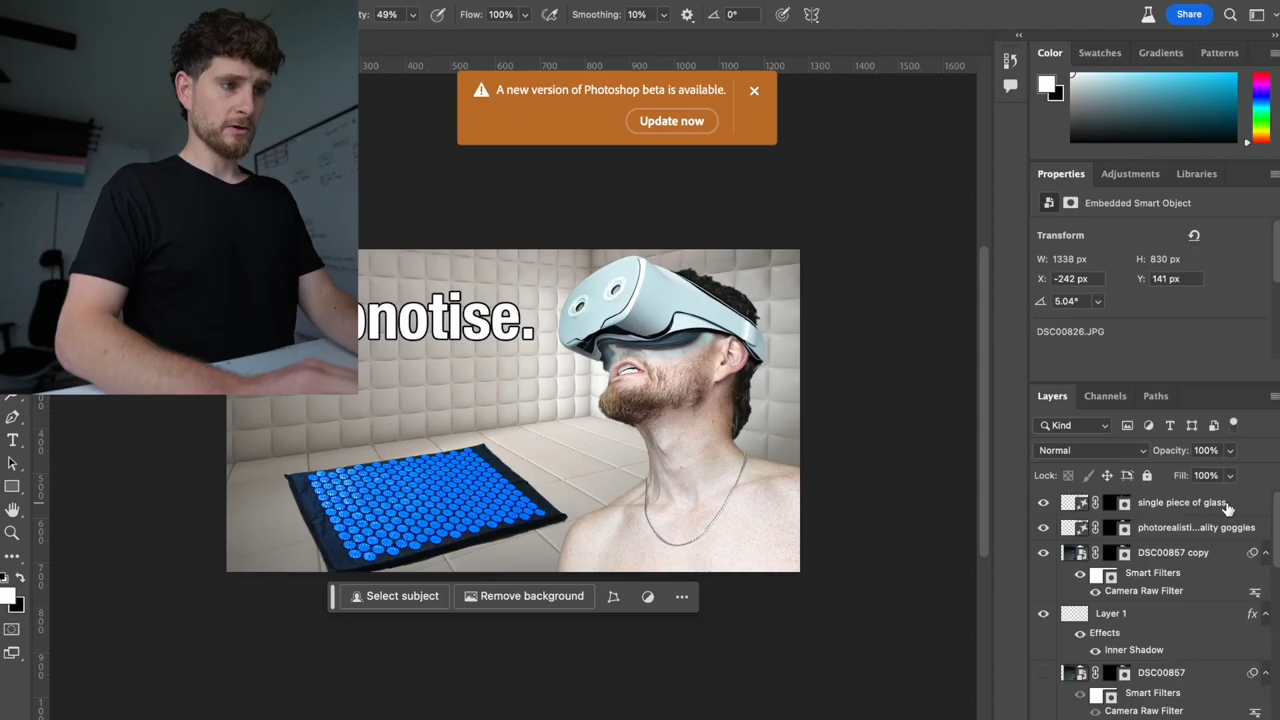 ty: 49% Flow: 100% Smoothing: 10% 0° Share
300 400 500 600 700 800 900 1000 1100 1200 1300 1400 1500 1600
A new version of Photoshop beta is available.
Update now
Color Swatches Gradients Patterns
Properties Adjustments Libraries
Embedded Smart Object
Transform
W: 1338 px H: 830 px
X: -242 px Y: 141 px
5.04°
DSC00826.JPG
pnotise.
Layers Channels Paths
Kind
Normal Opacity: 100%
Lock: Fill: 100%
single piece of glass
photorealisti...ality goggles
DSC00857 copy
Smart Filters
Camera Raw Filter
Layer 1 fx
Effects
Inner Shadow
DSC00857
Smart Filters
Camera Raw Filter
Select subject Remove background